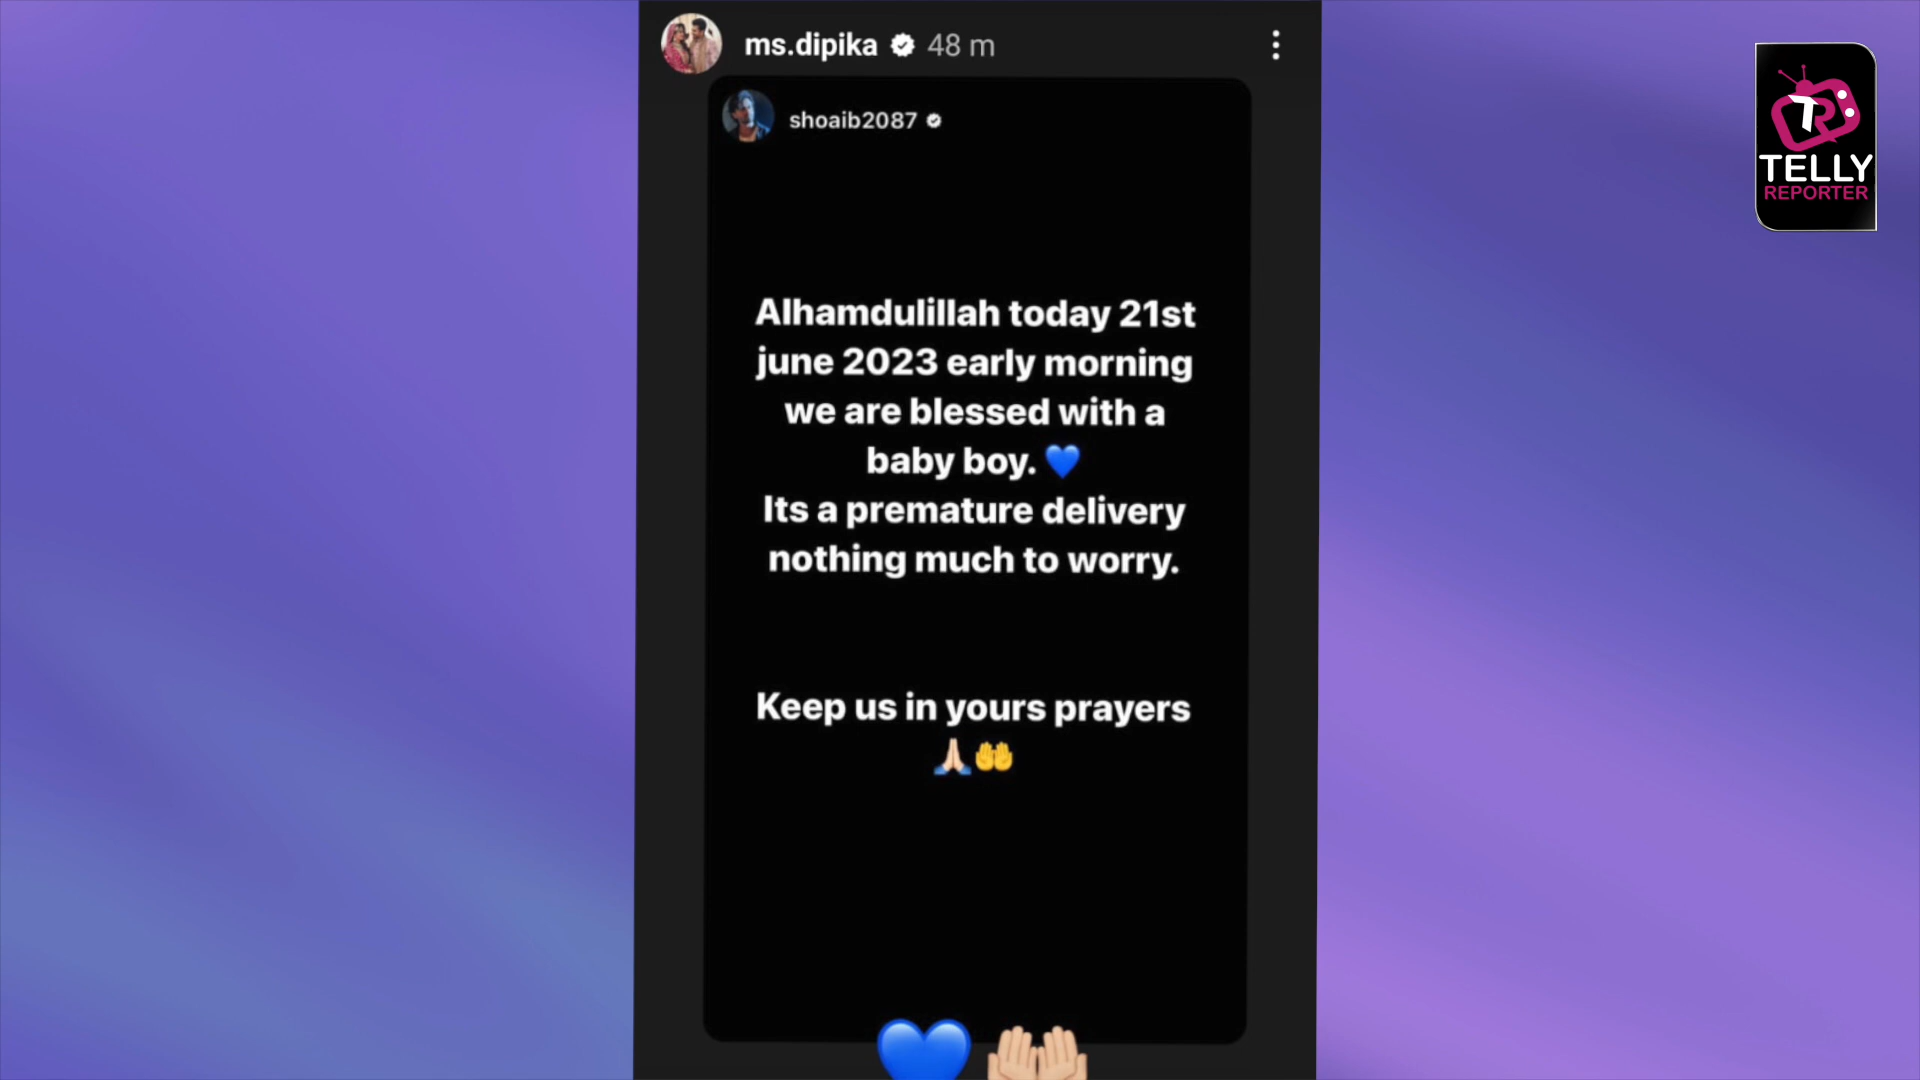 ms.dipika 48 m
shoaib2087
TELLY
REPORTER
Alhamdulillah today 21st
june 2023 early morning
we are blessed with a
baby boy. 💙
Its a premature delivery
nothing much to worry.
Keep us in yours prayers
🙏🏻🤲